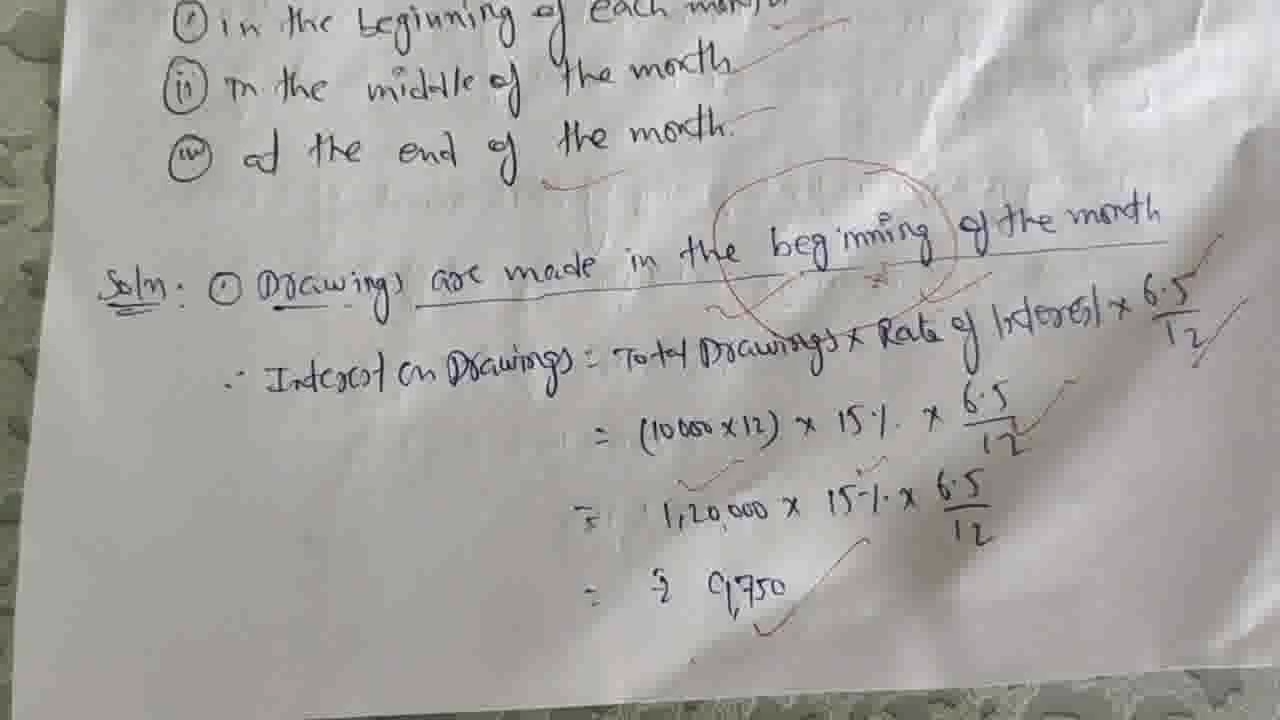 (i) in the beginning of each month
(ii) in the middle of the month
(iii) at the end of the month.
Soln: (i) Drawings are made in the beginning of the month
∴ Interest on Drawings = Total Drawings × Rate of Interest × 6.5/12
= (10000×12) × 15% × 6.5/12
= 1,20,000 × 15% × 6.5/12
= ₹ 9,750